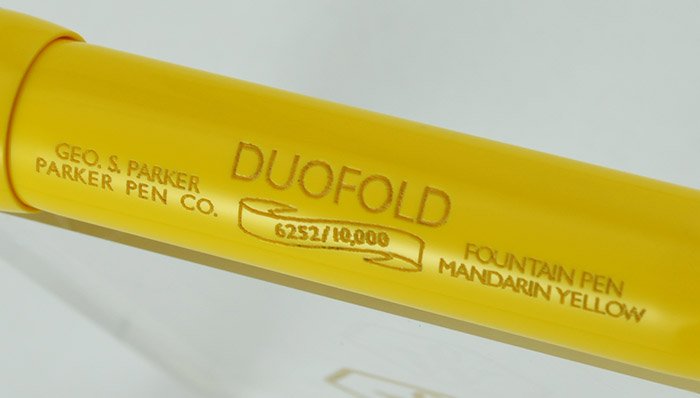 GEO. S. PARKER
PARKER PEN CO.
DUOFOLD
6252/10,000
FOUNTAIN PEN
MANDARIN YELLOW